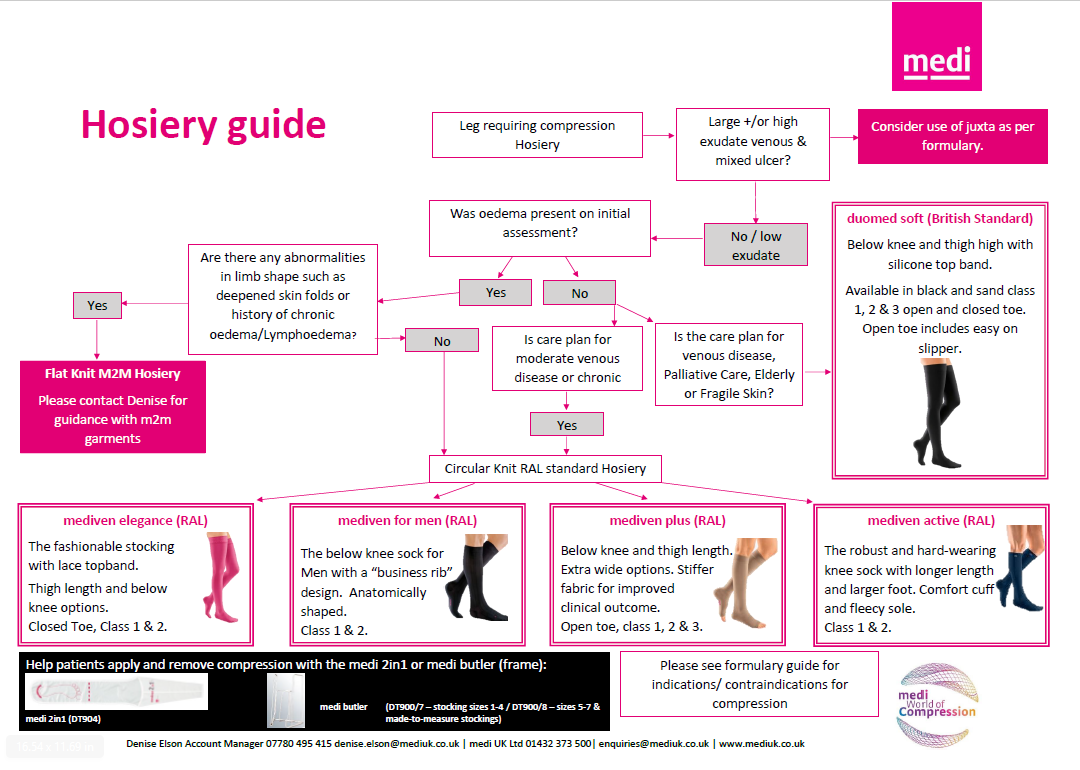 medi
Hosiery guide
Leg requiring compression
Hosiery
Large +/or high
exudate venous &
mixed ulcer?
Consider use of juxta as per
formulary.
Was oedema present on initial
assessment?
No / low
exudate
duomed soft (British Standard)
Below knee and thigh high with
silicone top band.
Available in black and sand class
1, 2 & 3 open and closed toe.
Open toe includes easy on
slipper.
Are there any abnormalities
in limb shape such as
deepened skin folds or
history of chronic
oedema/Lymphoedema?
Yes
Yes
No
No
Is care plan for
moderate venous
disease or chronic
Is the care plan for
venous disease,
Palliative Care, Elderly
or Fragile Skin?
Flat Knit M2M Hosiery
Please contact Denise for
guidance with m2m
garments
Yes
Circular Knit RAL standard Hosiery
mediven elegance (RAL)
The fashionable stocking
with lace topband.
Thigh length and below
knee options.
Closed Toe, Class 1 & 2.
mediven for men (RAL)
The below knee sock for
Men with a “business rib”
design. Anatomically
shaped.
Class 1 & 2.
mediven plus (RAL)
Below knee and thigh length.
Extra wide options. Stiffer
fabric for improved
clinical outcome.
Open toe, class 1, 2 & 3.
mediven active (RAL)
The robust and hard-wearing
knee sock with longer length
and larger foot. Comfort cuff
and fleecy sole.
Class 1 & 2.
Help patients apply and remove compression with the medi 2in1 or medi butler (frame):
medi 2in1 (DT904)
medi butler (DT900/7 – stocking sizes 1-4 / DT900/8 – sizes 5-7 &
made-to-measure stockings)
Please see formulary guide for
indications/ contraindications for
compression
medi
World of
Compression
Denise Elson Account Manager 07780 495 415 denise.elson@mediuk.co.uk | medi UK Ltd 01432 373 500| enquiries@mediuk.co.uk | www.mediuk.co.uk